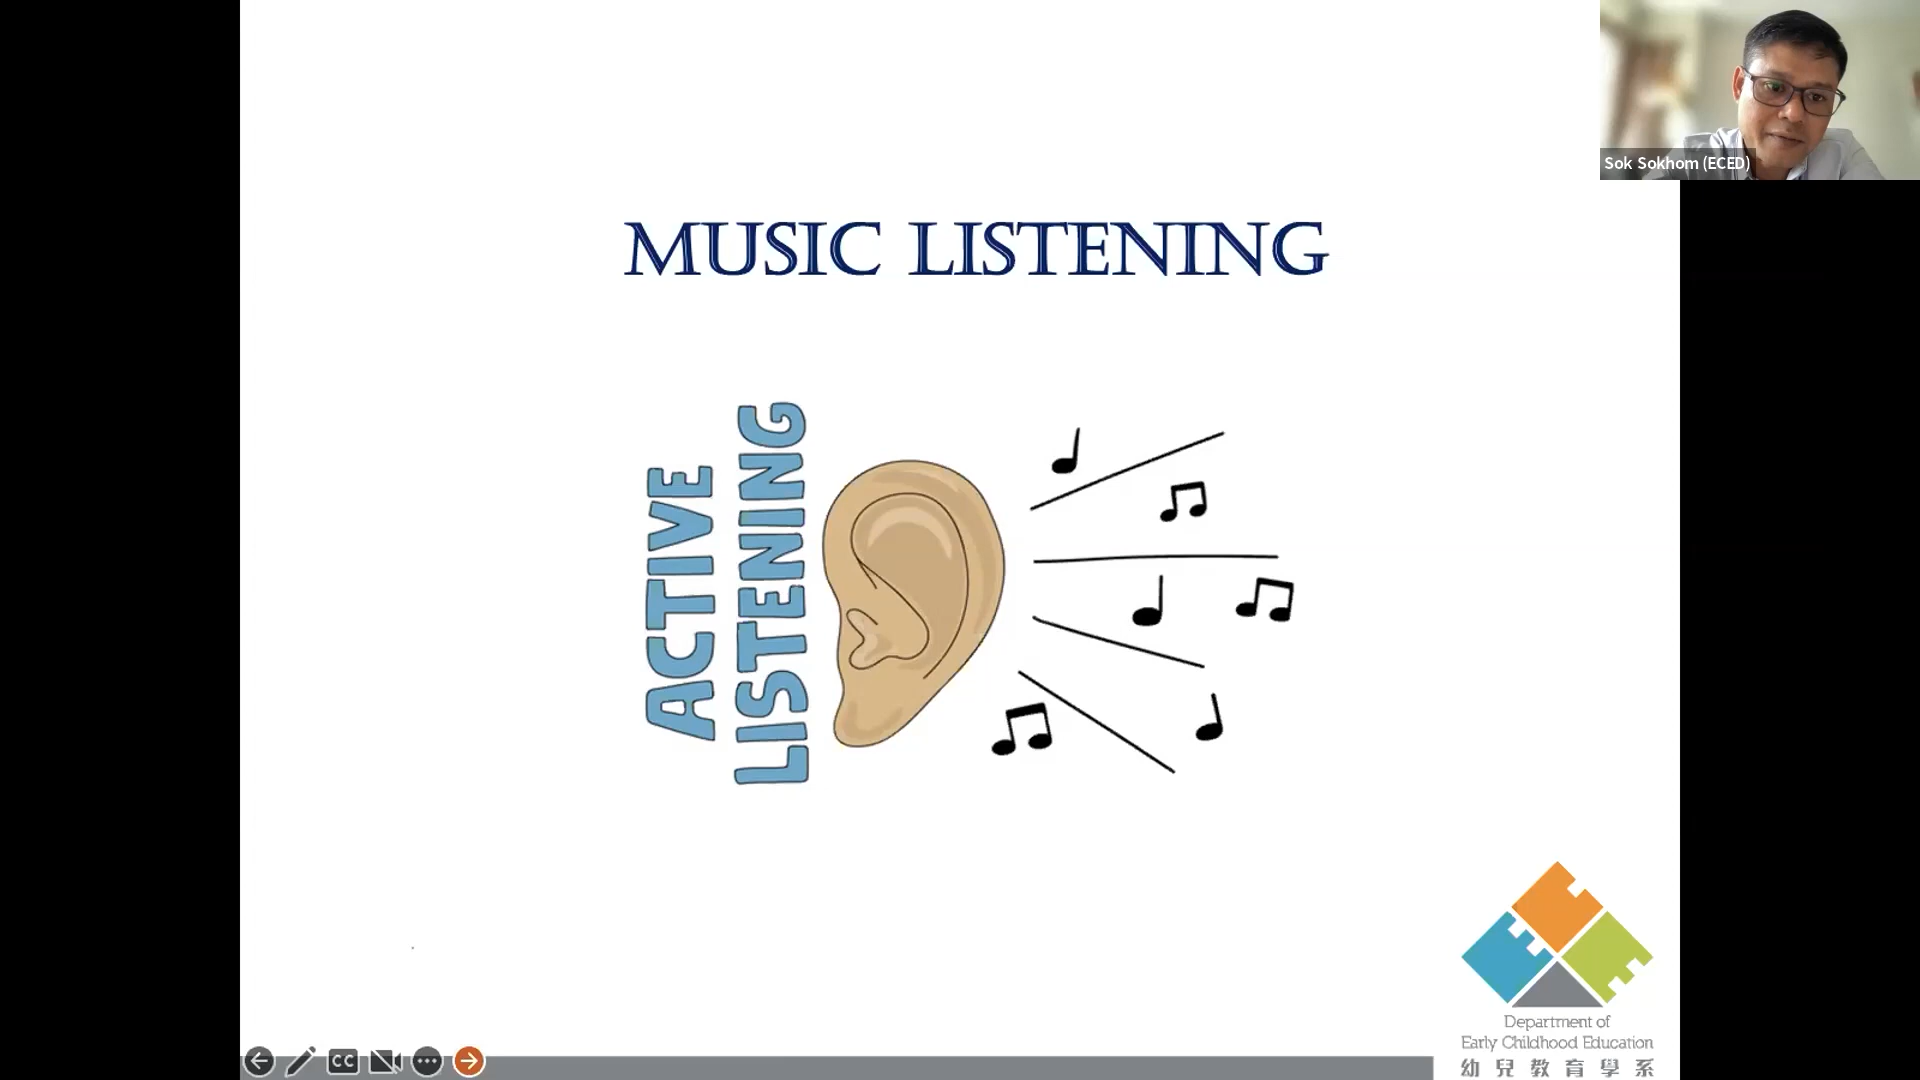 Sok Sokhom (ECED)
MUSIC LISTENING
ACTIVE
LISTENING
Department of
Early Childhood Education
幼兒教育學系
CC